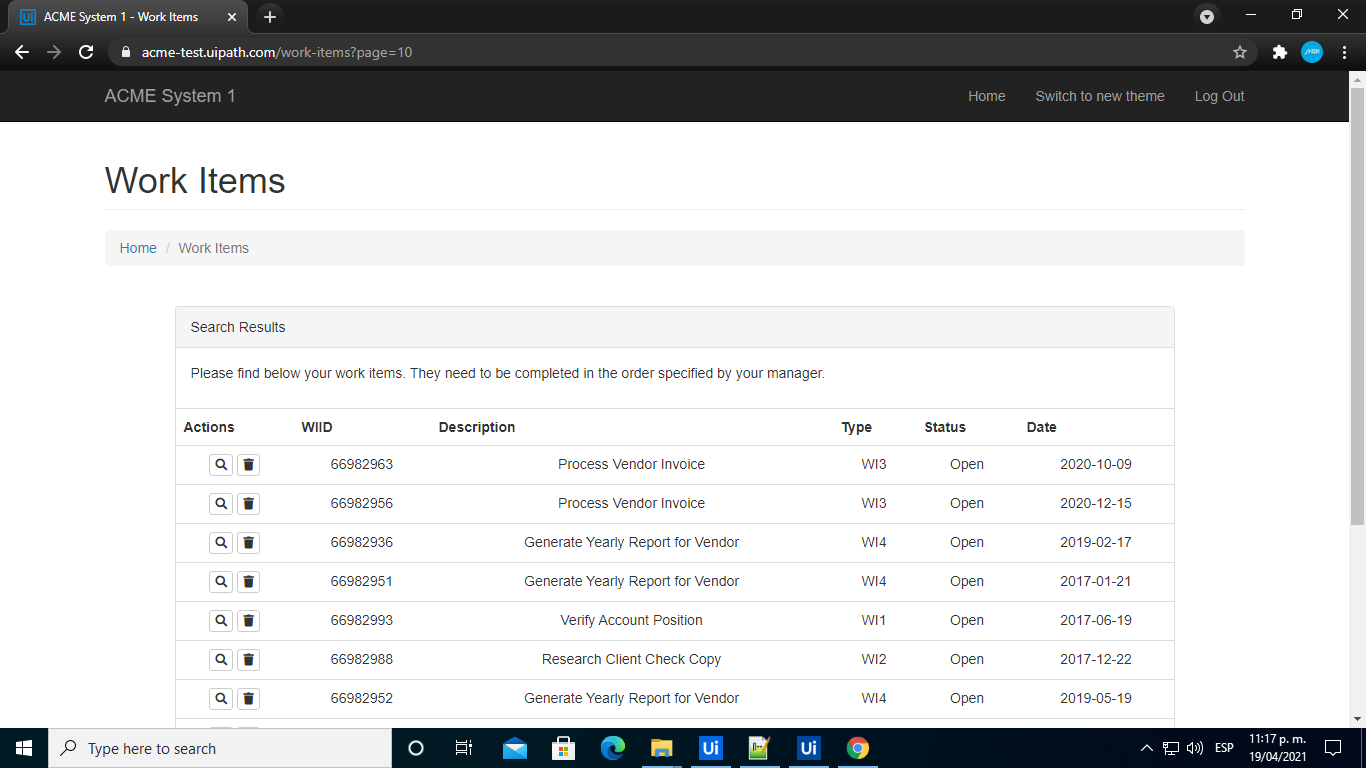 Ui ACME System 1 - Work Items
acme-test.uipath.com/work-items?page=10
ACME System 1 Home Switch to new theme Log Out
Work Items
Home / Work Items
Search Results
Please find below your work items. They need to be completed in the order specified by your manager.
Actions WIID Description Type Status Date
66982963 Process Vendor Invoice WI3 Open 2020-10-09
66982956 Process Vendor Invoice WI3 Open 2020-12-15
66982936 Generate Yearly Report for Vendor WI4 Open 2019-02-17
66982951 Generate Yearly Report for Vendor WI4 Open 2017-01-21
66982993 Verify Account Position WI1 Open 2017-06-19
66982988 Research Client Check Copy WI2 Open 2017-12-22
66982952 Generate Yearly Report for Vendor WI4 Open 2019-05-19
Type here to search
Ui
Ui
ESP
11:17 p. m.
19/04/2021